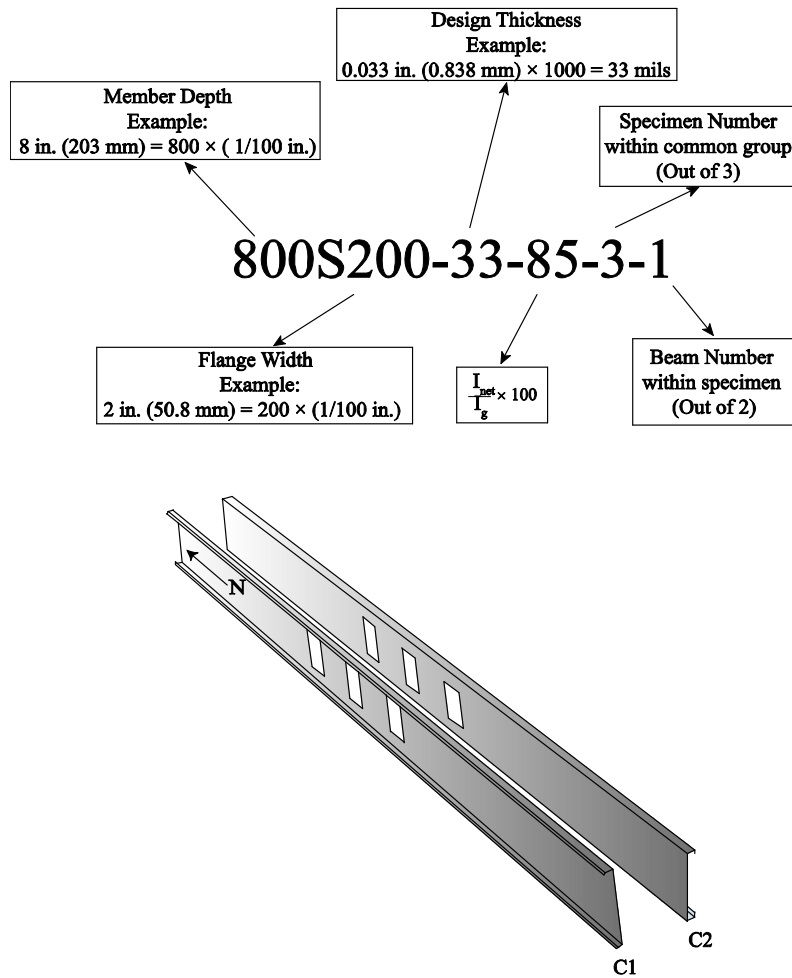 Design Thickness
Example:
0.033 in. (0.838 mm) × 1000 = 33 mils
Member Depth
Example:
8 in. (203 mm) = 800 × ( 1/100 in.)
Specimen Number
within common group
(Out of 3)
800S200-33-85-3-1
Flange Width
Example:
2 in. (50.8 mm) = 200 × (1/100 in.)
I_net/I_g × 100
Beam Number
within specimen
(Out of 2)
N
C2
C1